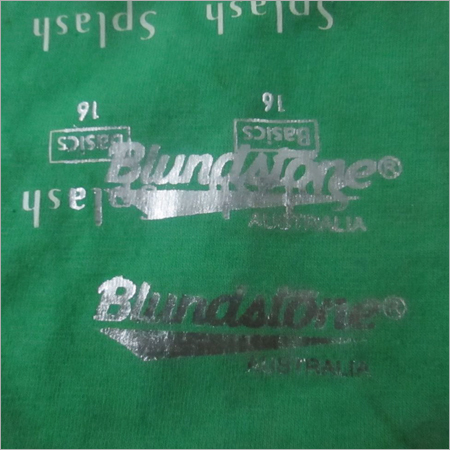 Splash Splash
16 16
Basics Basics
Blundstone®
Splash
AUSTRALIA
Blundstone®
AUSTRALIA